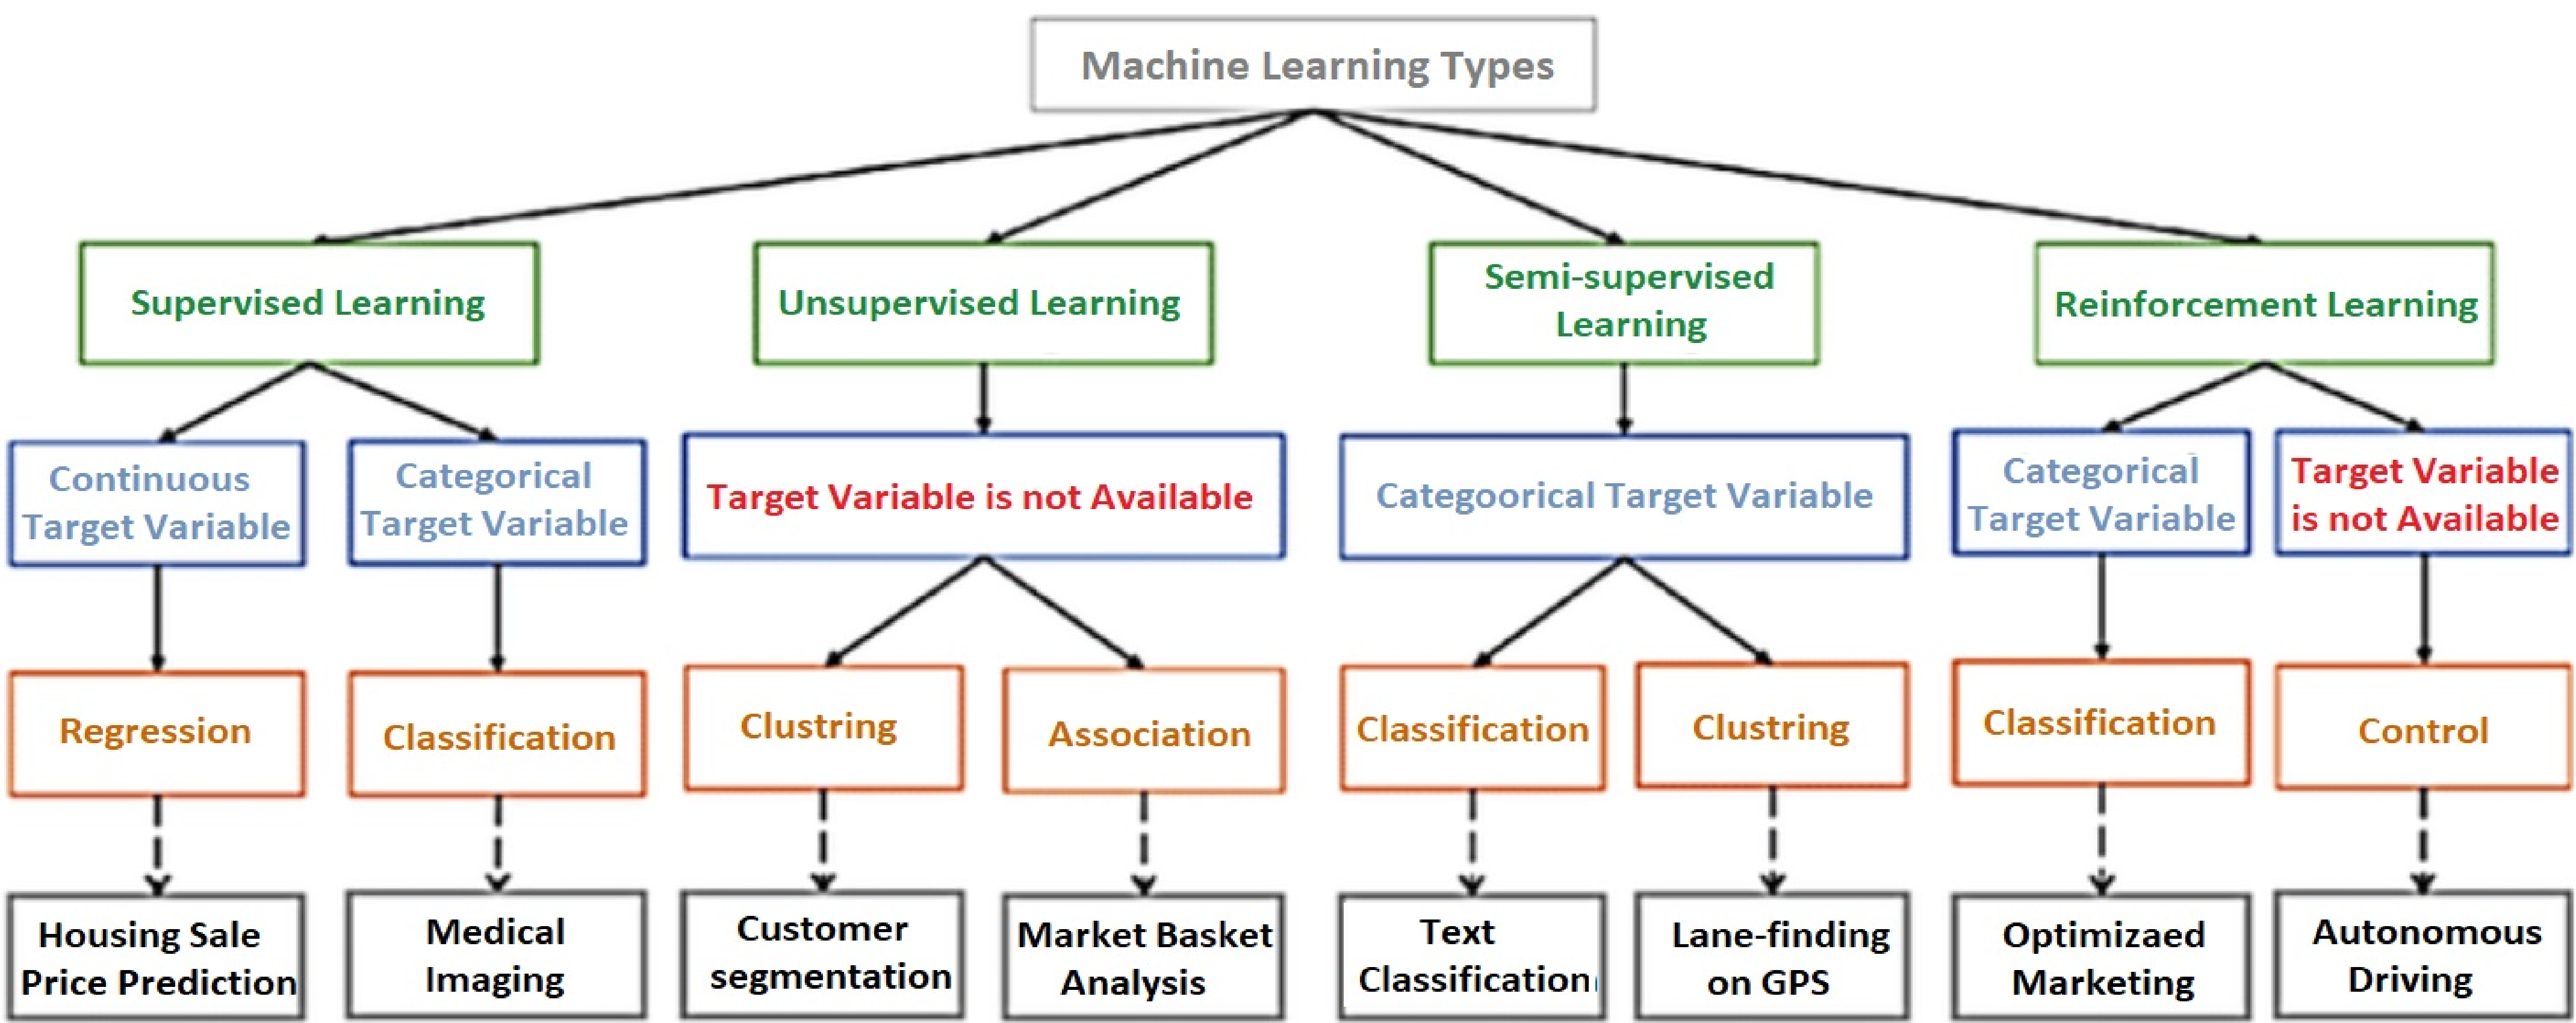 Machine Learning Types
Supervised Learning
Unsupervised Learning
Semi-supervised
Learning
Reinforcement Learning
Continuous
Target Variable
Categorical
Target Variable
Target Variable is not Available
Categoorical Target Variable
Categorical
Target Variable
Target Variable
is not Available
Regression
Classification
Clustring
Association
Classification
Clustring
Classification
Control
Housing Sale
Price Prediction
Medical
Imaging
Customer
segmentation
Market Basket
Analysis
Text
Classification
Lane-finding
on GPS
Optimizaed
Marketing
Autonomous
Driving